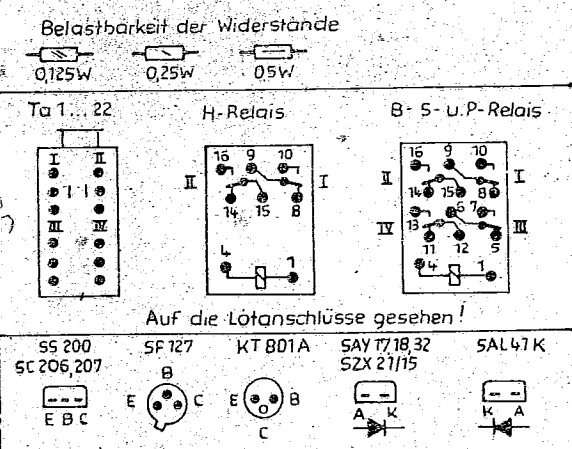 Belastbarkeit der Widerstände
0,125W 0,25W 0,5W
Ta 1...22 H-Relais B- S- u. P-Relais
I II
III IV
16 9 10
II I
14 15 8
4 1
16 9 10
II I
14 15 8
6 7
IV 13 III
11 12 5
4 1
Auf die Lötanschlüsse gesehen!
SS 200 SF 127 KT 801A SAY 17,18,32 SAL 41 K
SC 206,207 SZX 21/15
B
E C E B
E B C A K K A
C